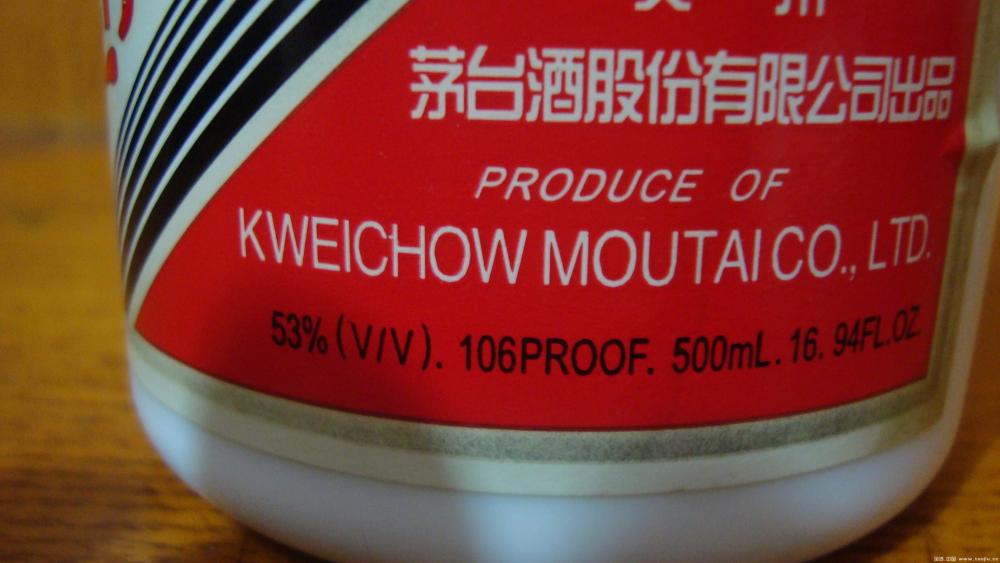 茅台酒股份有限公司出品
PRODUCE OF
KWEICHOW MOUTAI CO., LTD.
53% (V/V). 106PROOF. 500mL. 16. 94FL.OZ.